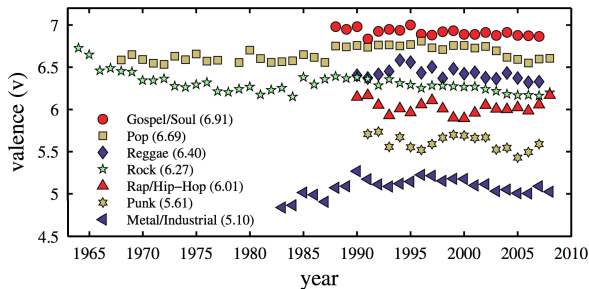 7
6.5
6
5.5
5
4.5
valence (v)
Gospel/Soul (6.91)
Pop (6.69)
Reggae (6.40)
Rock (6.27)
Rap/Hip−Hop (6.01)
Punk (5.61)
Metal/Industrial (5.10)
1965 1970 1975 1980 1985 1990 1995 2000 2005 2010
year